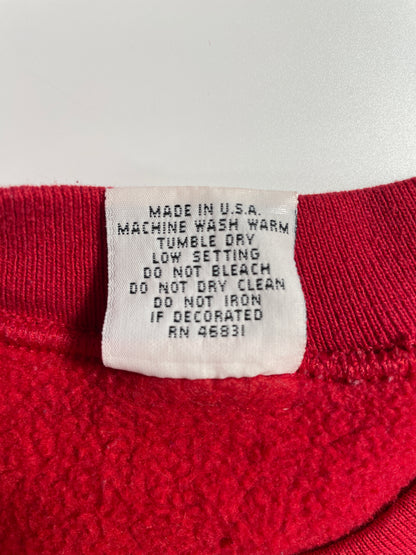 MADE IN U.S.A.
MACHINE WASH WARM
TUMBLE DRY
LOW SETTING
DO NOT BLEACH
DO NOT DRY CLEAN
DO NOT IRON
IF DECORATED
RN 46831